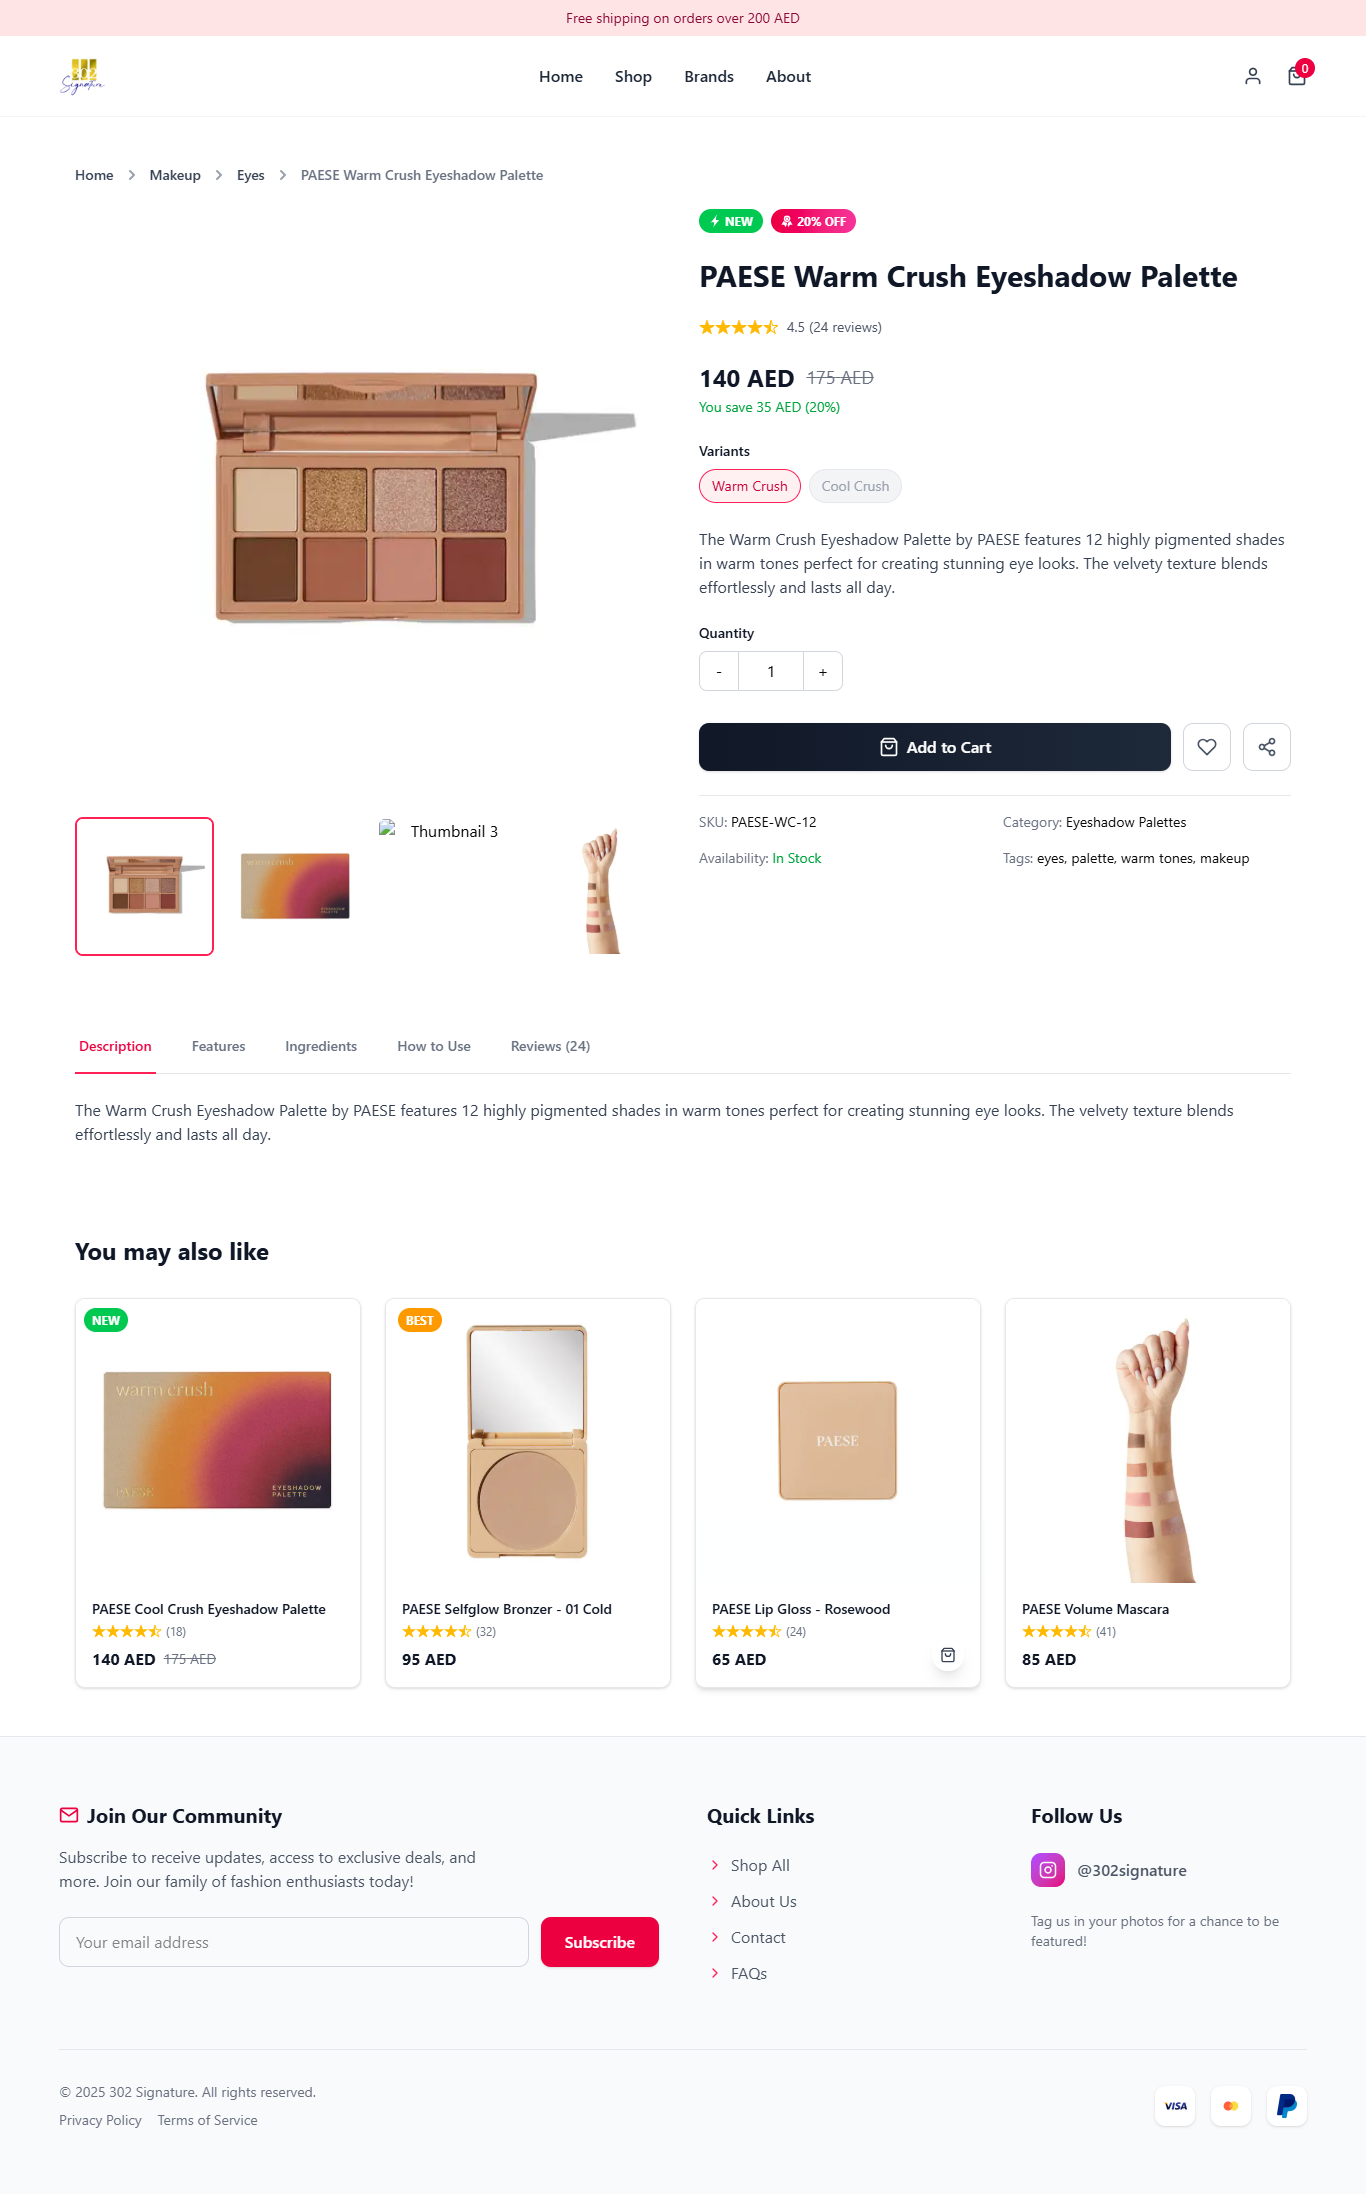 Free shipping on orders over 200 AED
302
Signature
Home
Shop
Brands
About
0
Home
Makeup
Eyes
PAESE Warm Crush Eyeshadow Palette
NEW
20% OFF
PAESE Warm Crush Eyeshadow Palette
4.5 (24 reviews)
140 AED 175 AED
You save 35 AED (20%)
Variants
Warm Crush
Cool Crush
The Warm Crush Eyeshadow Palette by PAESE features 12 highly pigmented shades
in warm tones perfect for creating stunning eye looks. The velvety texture blends
effortlessly and lasts all day.
Quantity
- 1 +
Add to Cart
SKU: PAESE-WC-12
Category: Eyeshadow Palettes
Availability: In Stock
Tags: eyes, palette, warm tones, makeup
warm crush
Thumbnail 3
Description
Features
Ingredients
How to Use
Reviews (24)
The Warm Crush Eyeshadow Palette by PAESE features 12 highly pigmented shades in warm tones perfect for creating stunning eye looks. The velvety texture blends
effortlessly and lasts all day.
You may also like
NEW
warm crush
PAESE
EYESHADOW
PALETTE
PAESE Cool Crush Eyeshadow Palette
(18)
140 AED 175 AED
BEST
PAESE Selfglow Bronzer - 01 Cold
(32)
95 AED
PAESE
PAESE Lip Gloss - Rosewood
(24)
65 AED
PAESE Volume Mascara
(41)
85 AED
Join Our Community
Subscribe to receive updates, access to exclusive deals, and
more. Join our family of fashion enthusiasts today!
Your email address
Subscribe
Quick Links
Shop All
About Us
Contact
FAQs
Follow Us
@302signature
Tag us in your photos for a chance to be
featured!
© 2025 302 Signature. All rights reserved.
Privacy Policy
Terms of Service
VISA